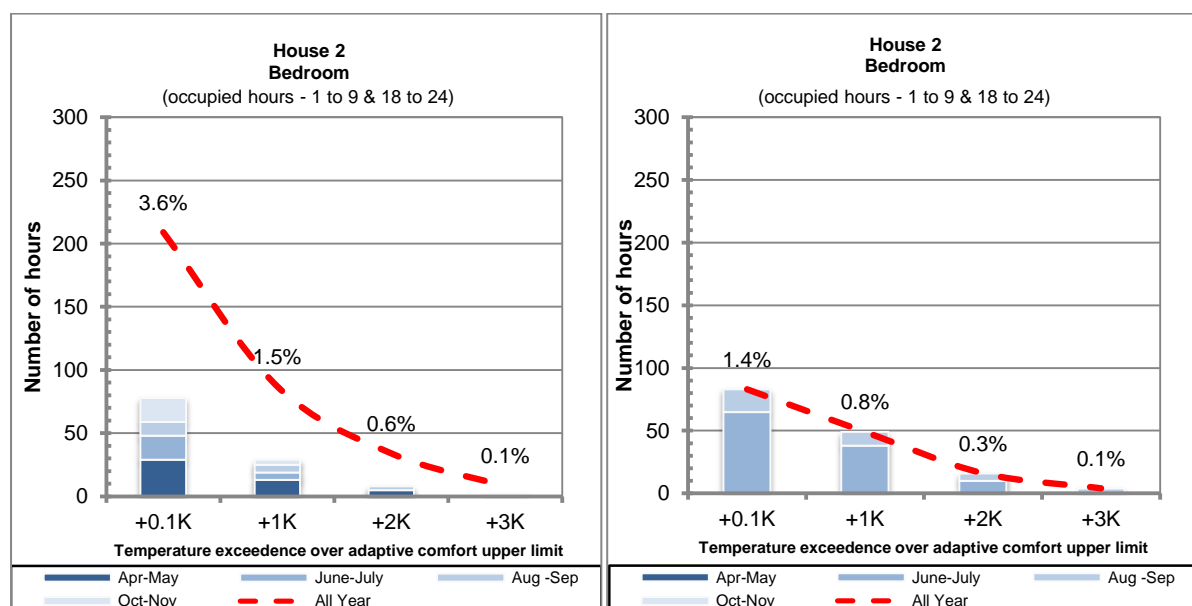 House 2
Bedroom
(occupied hours - 1 to 9 & 18 to 24)
Number of hours
300
250
200
150
100
50
0
3.6%
1.5%
0.6%
0.1%
+0.1K
+1K
+2K
+3K
Temperature exceedence over adaptive comfort upper limit
Apr-May
June-July
Aug -Sep
Oct-Nov
All Year
House 2
Bedroom
(occupied hours - 1 to 9 & 18 to 24)
Number of hours
300
250
200
150
100
50
0
1.4%
0.8%
0.3%
0.1%
+0.1K
+1K
+2K
+3K
Temperature exceedence over adaptive comfort upper limit
Apr-May
June-July
Aug -Sep
Oct-Nov
All Year